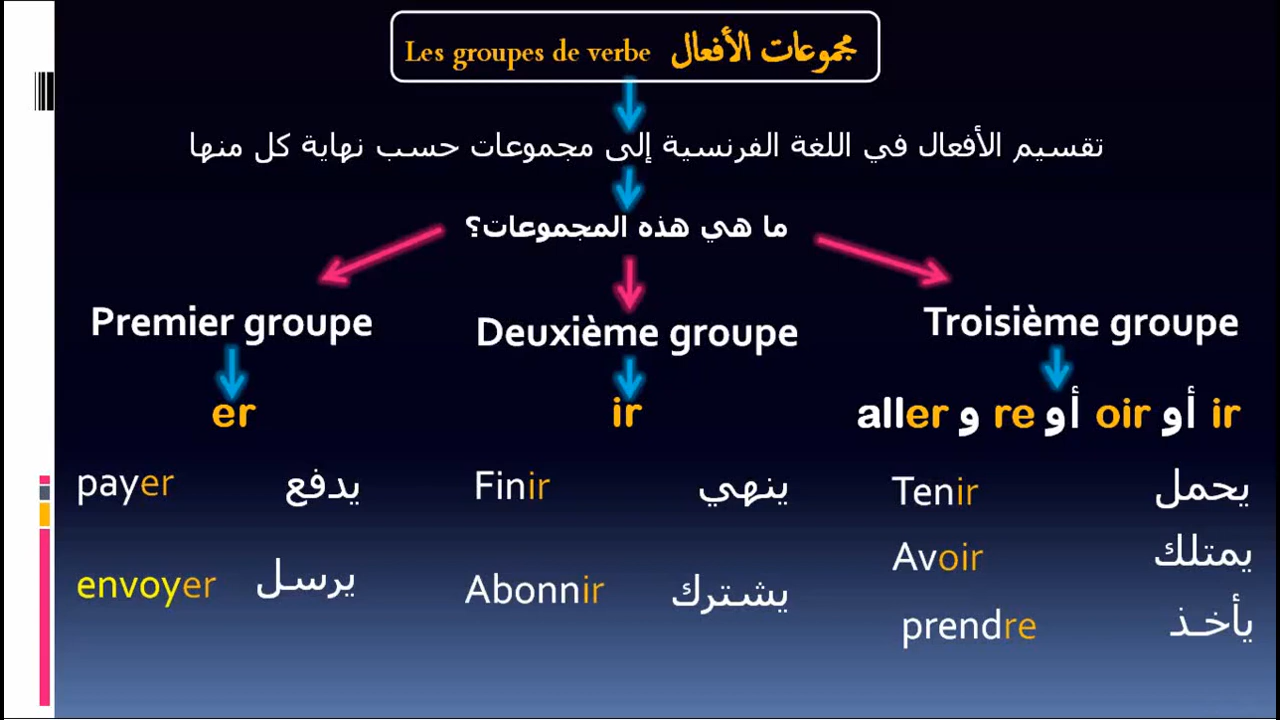 Les groupes de verbe مجموعات الأفعال
تقسيم الأفعال في اللغة الفرنسية إلى مجموعات حسب نهاية كل منها
ما هي هذه المجموعات؟
Premier groupe
er
payer يدفع
envoyer يرسل
Deuxième groupe
ir
Finir ينهي
Abonnir يشترك
Troisième groupe
ir أو oir أو re و aller
Tenir يحمل
Avoir يمتلك
prendre يأخذ